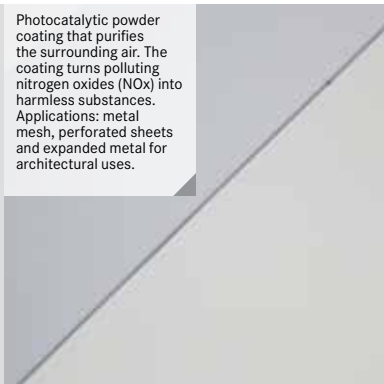 Photocatalytic powder
coating that purifies
the surrounding air. The
coating turns polluting
nitrogen oxides (NOx) into
harmless substances.
Applications: metal
mesh, perforated sheets
and expanded metal for
architectural uses.